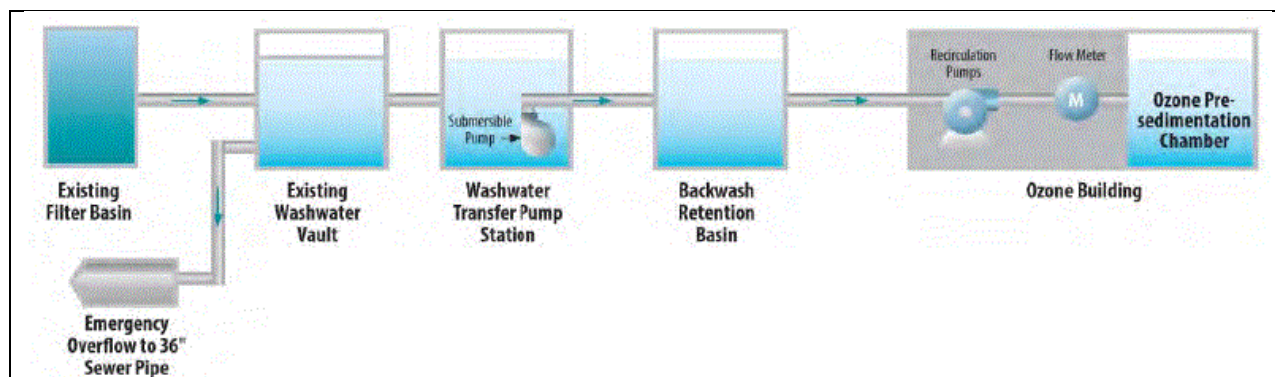 Existing
Filter Basin
Emergency
Overflow to 36"
Sewer Pipe
Existing
Washwater
Vault
Submersible
Pump
Washwater
Transfer Pump
Station
Backwash
Retention
Basin
Recirculation
Pumps
Flow Meter
M
Ozone Pre-
sedimentation
Chamber
Ozone Building